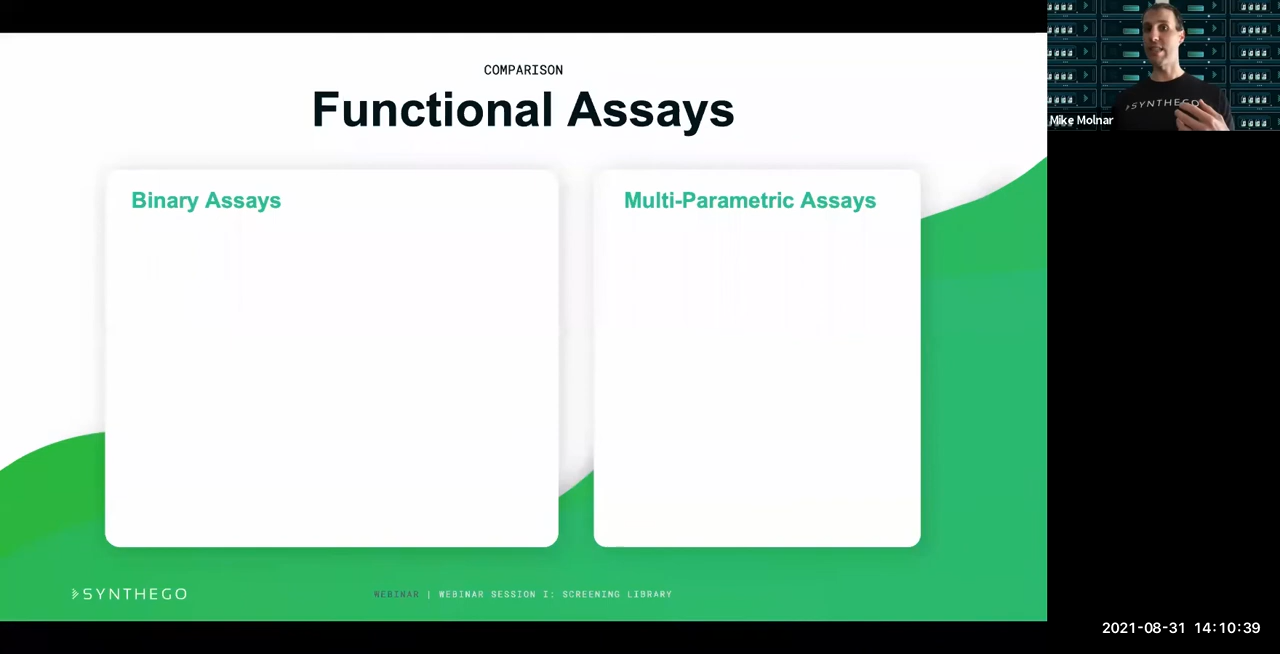 COMPARISON
Functional Assays
Binary Assays
Multi-Parametric Assays
SYNTHEGO
WEBINAR | WEBINAR SESSION I: SCREENING LIBRARY
SYNTHEGO
Mike Molnar
2021-08-31 14:10:39